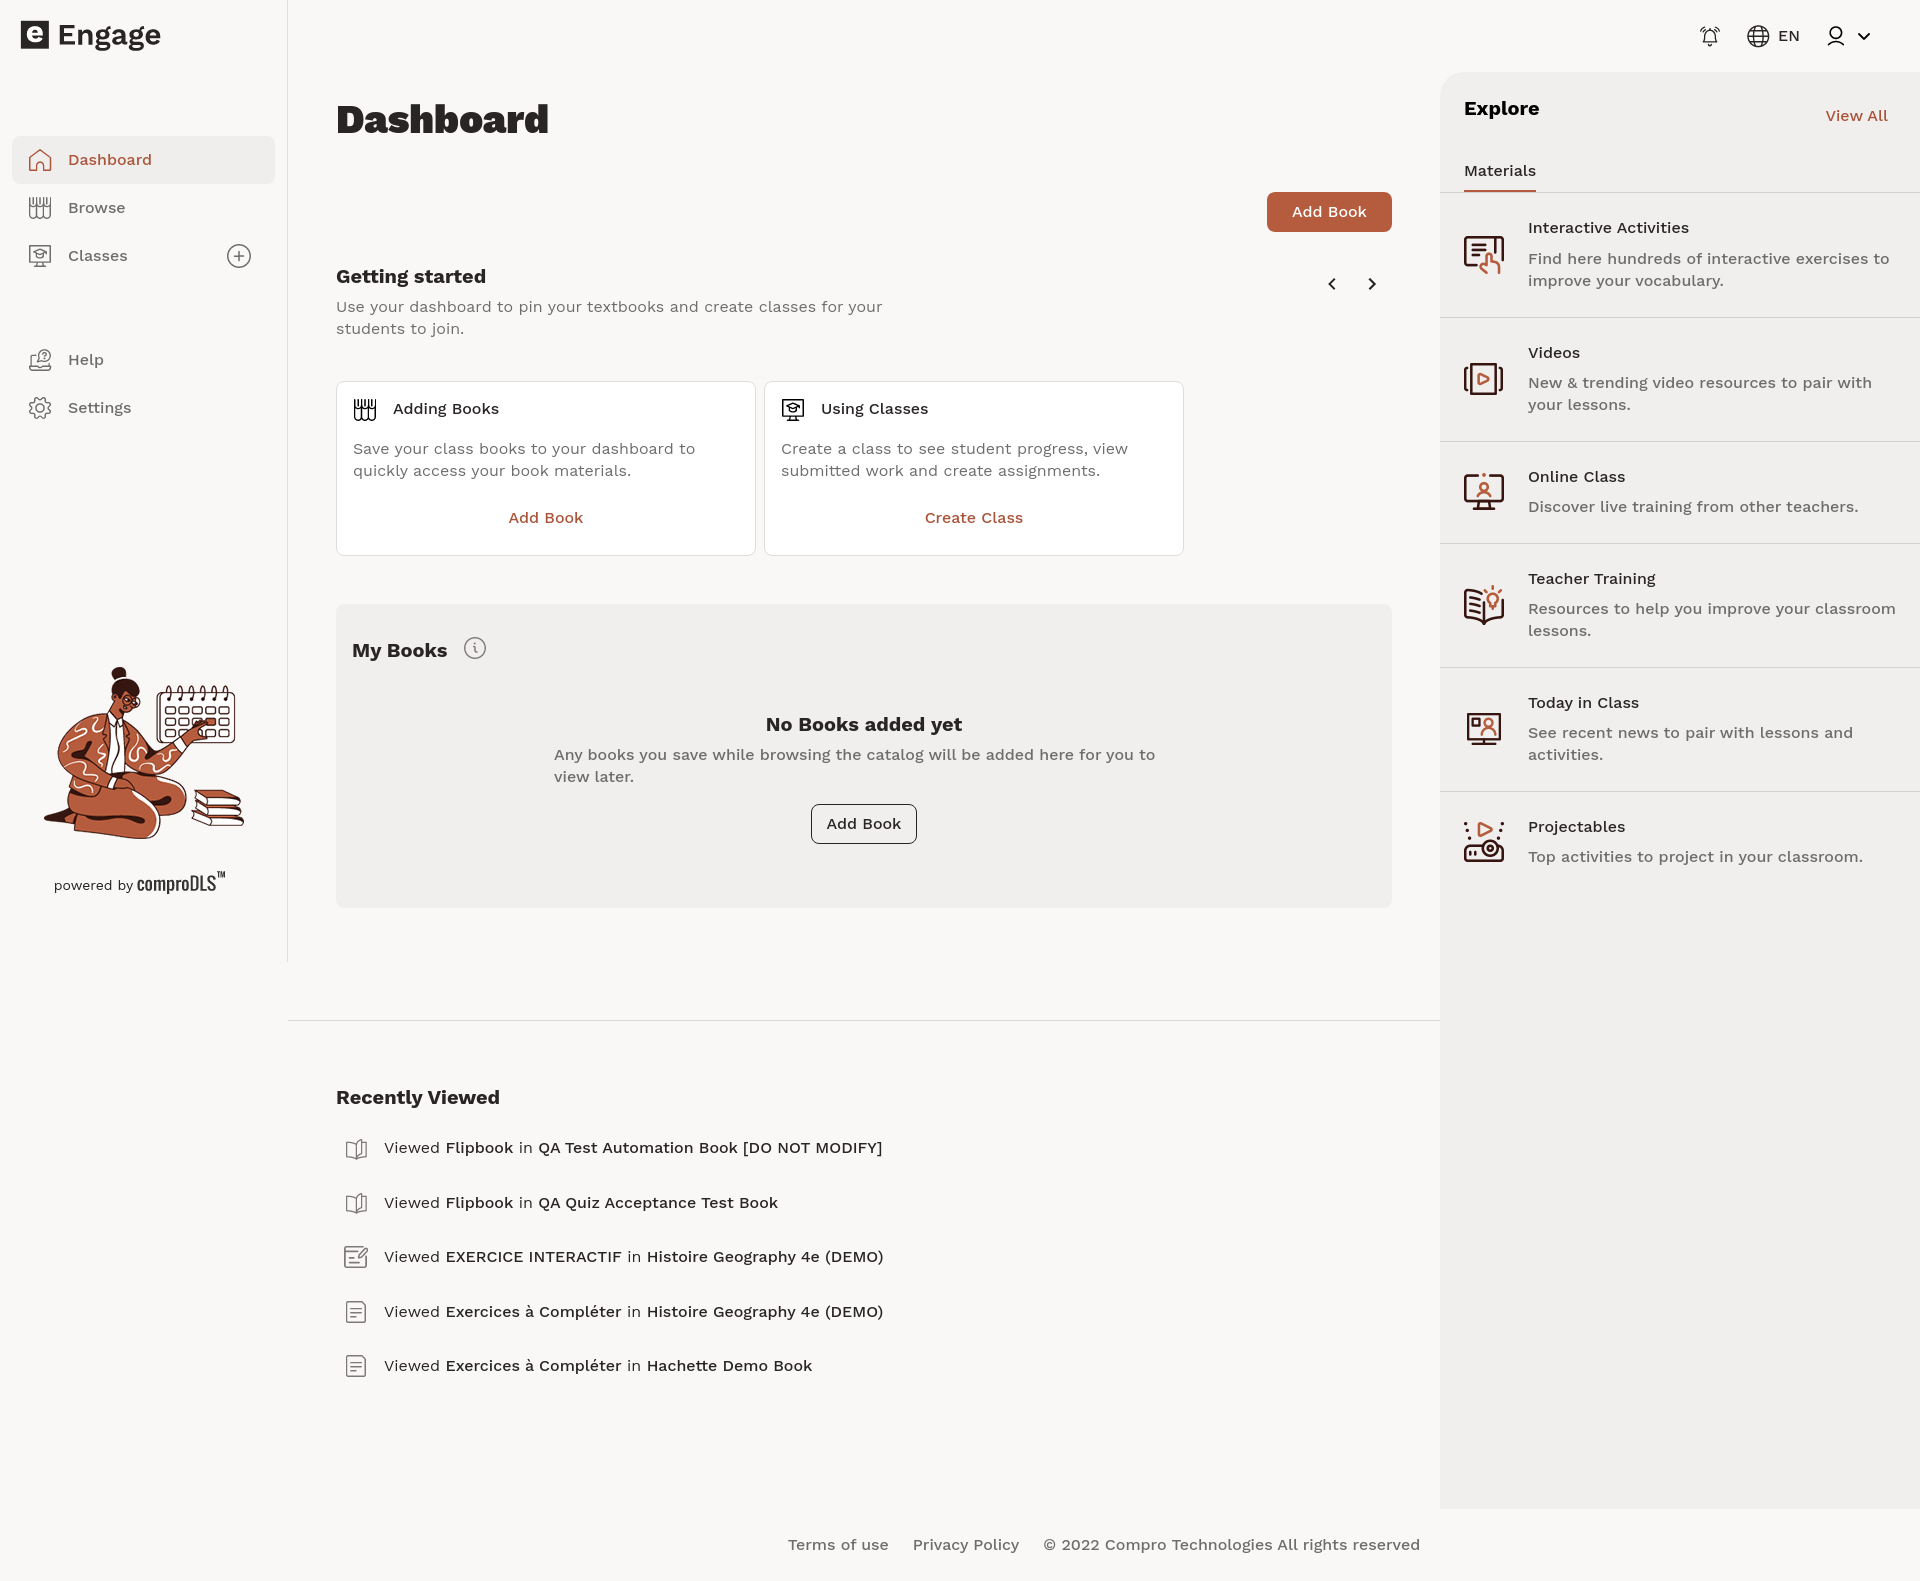 e Engage
EN
Dashboard
Browse
Classes
Help
Settings
powered by comproDLS™
Dashboard
Add Book
Getting started
Use your dashboard to pin your textbooks and create classes for your
students to join.
Adding Books
Save your class books to your dashboard to
quickly access your book materials.
Add Book
Using Classes
Create a class to see student progress, view
submitted work and create assignments.
Create Class
My Books
No Books added yet
Any books you save while browsing the catalog will be added here for you to
view later.
Add Book
Recently Viewed
Viewed Flipbook in QA Test Automation Book [DO NOT MODIFY]
Viewed Flipbook in QA Quiz Acceptance Test Book
Viewed EXERCICE INTERACTIF in Histoire Geography 4e (DEMO)
Viewed Exercices à Compléter in Histoire Geography 4e (DEMO)
Viewed Exercices à Compléter in Hachette Demo Book
Explore
View All
Materials
Interactive Activities
Find here hundreds of interactive exercises to
improve your vocabulary.
Videos
New & trending video resources to pair with
your lessons.
Online Class
Discover live training from other teachers.
Teacher Training
Resources to help you improve your classroom
lessons.
Today in Class
See recent news to pair with lessons and
activities.
Projectables
Top activities to project in your classroom.
Terms of use Privacy Policy © 2022 Compro Technologies All rights reserved